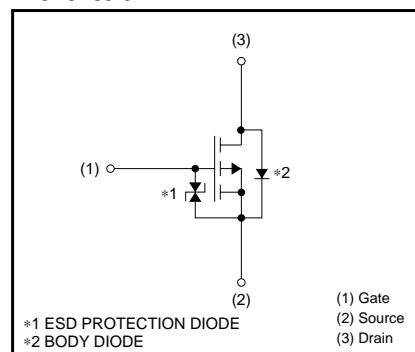 (3)
(1)
∗1
∗2
(2)
∗1 ESD PROTECTION DIODE
∗2 BODY DIODE
(1) Gate
(2) Source
(3) Drain